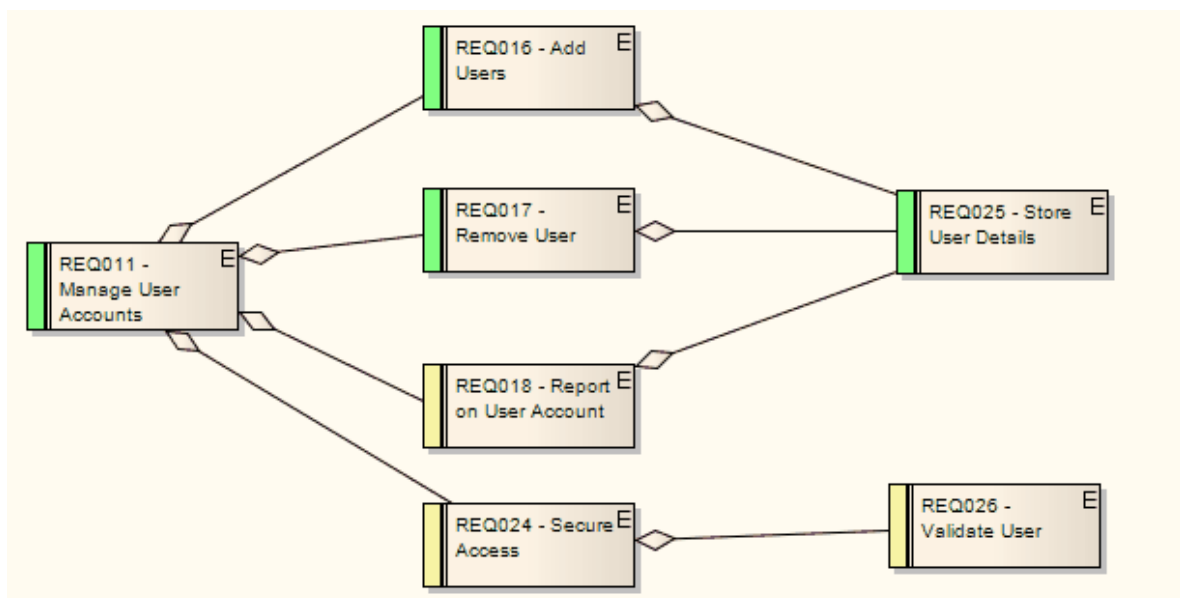 REQ016 - Add E
Users
REQ017 - E
Remove User
REQ025 - Store E
User Details
REQ011 - E
Manage User
Accounts
REQ018 - Report E
on User Account
REQ024 - Secure E
Access
REQ026 - E
Validate User